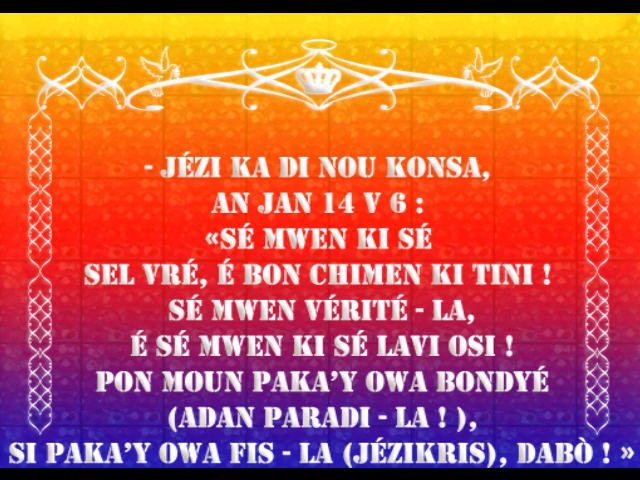 - JÉZI KA DI NOU KONSA,
AN JAN 14 V 6 :
«SÉ MWEN KI SÉ
SEL VRÉ, É BON CHIMEN KI TINI !
SÉ MWEN VÉRITÉ - LA,
É SÉ MWEN KI SÉ LAVI OSI !
PON MOUN PAKA'Y OWA BONDYÉ
(ADAN PARADI - LA ! ),
SI PAKA'Y OWA FIS - LA (JÉZIKRIS), DABÒ ! »